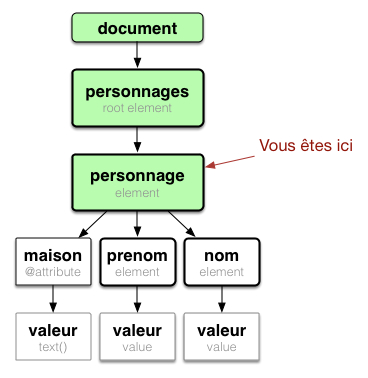 document
personnages
root element
Vous êtes ici
personnage
element
maison
@attribute
prenom
element
nom
element
valeur
text()
valeur
value
valeur
value